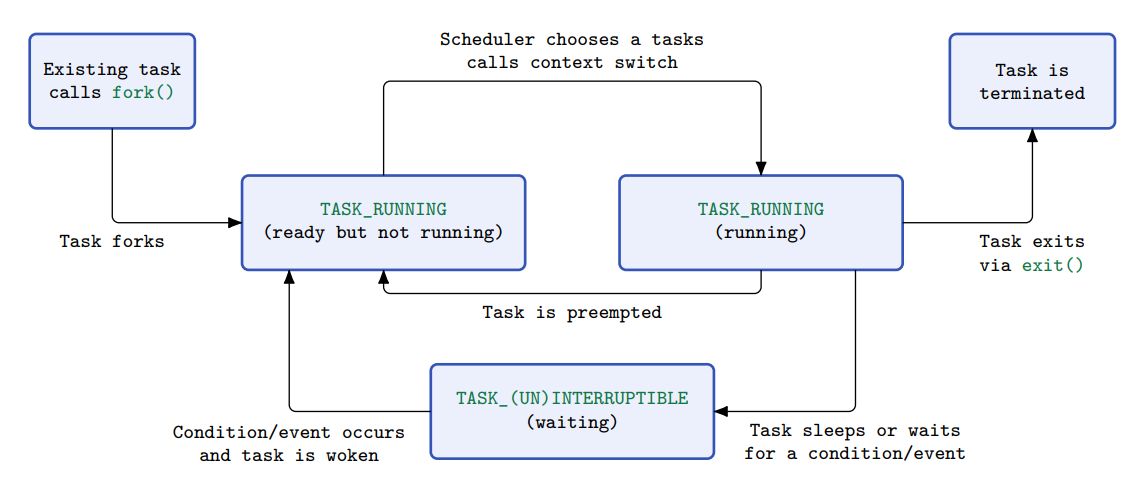 Scheduler chooses a tasks
calls context switch
Existing task
calls fork()
Task is
terminated
TASK_RUNNING
(ready but not running)
TASK_RUNNING
(running)
Task forks
Task exits
via exit()
Task is preempted
TASK_(UN)INTERRUPTIBLE
(waiting)
Condition/event occurs
and task is woken
Task sleeps or waits
for a condition/event